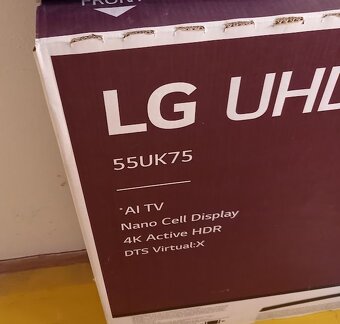 FRONT
LG UHD
55UK75
*AI TV
Nano Cell Display
4K Active HDR
DTS Virtual:X